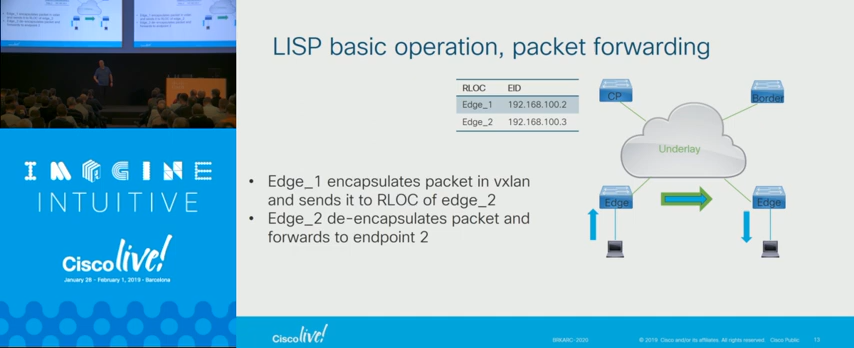 LISP basic operation, packet forwarding
RLOC EID
Edge_1 192.168.100.2
Edge_2 192.168.100.3
CP
Border
Underlay
Edge
Edge
• Edge_1 encapsulates packet in vxlan
and sends it to RLOC of edge_2
• Edge_2 de-encapsulates packet and
forwards to endpoint 2
IMAGINE
INTUITIVE
Cisco live!
January 28 - February 1, 2019 • Barcelona
Cisco live!
BRKARC-2020
© 2019 Cisco and/or its affiliates. All rights reserved. Cisco Public
13